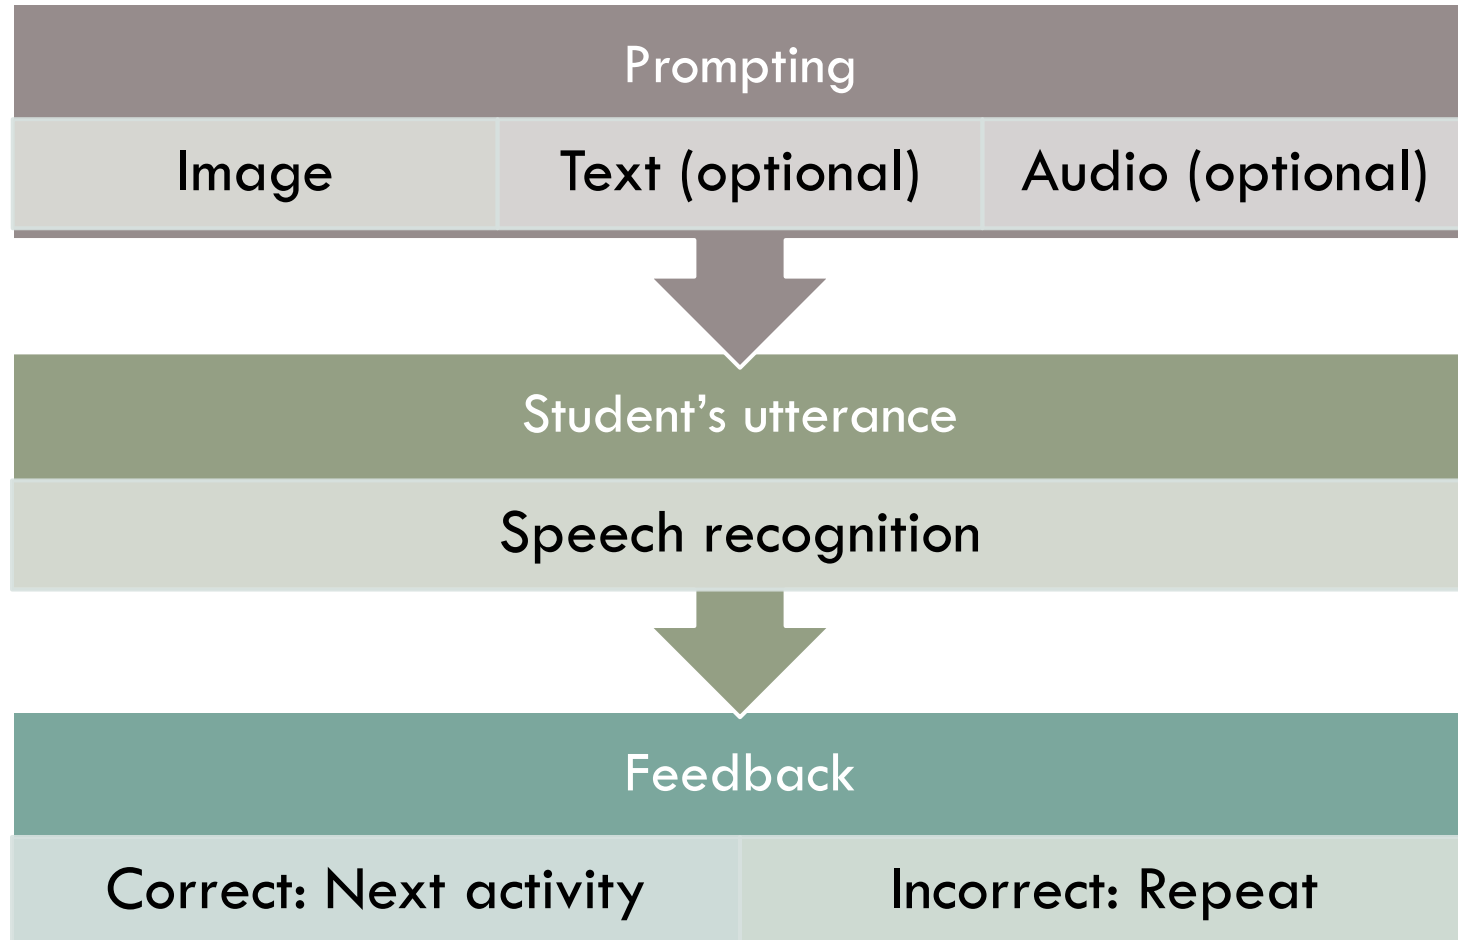 Prompting
Image
Text (optional)
Audio (optional)
Student’s utterance
Speech recognition
Feedback
Correct: Next activity
Incorrect: Repeat